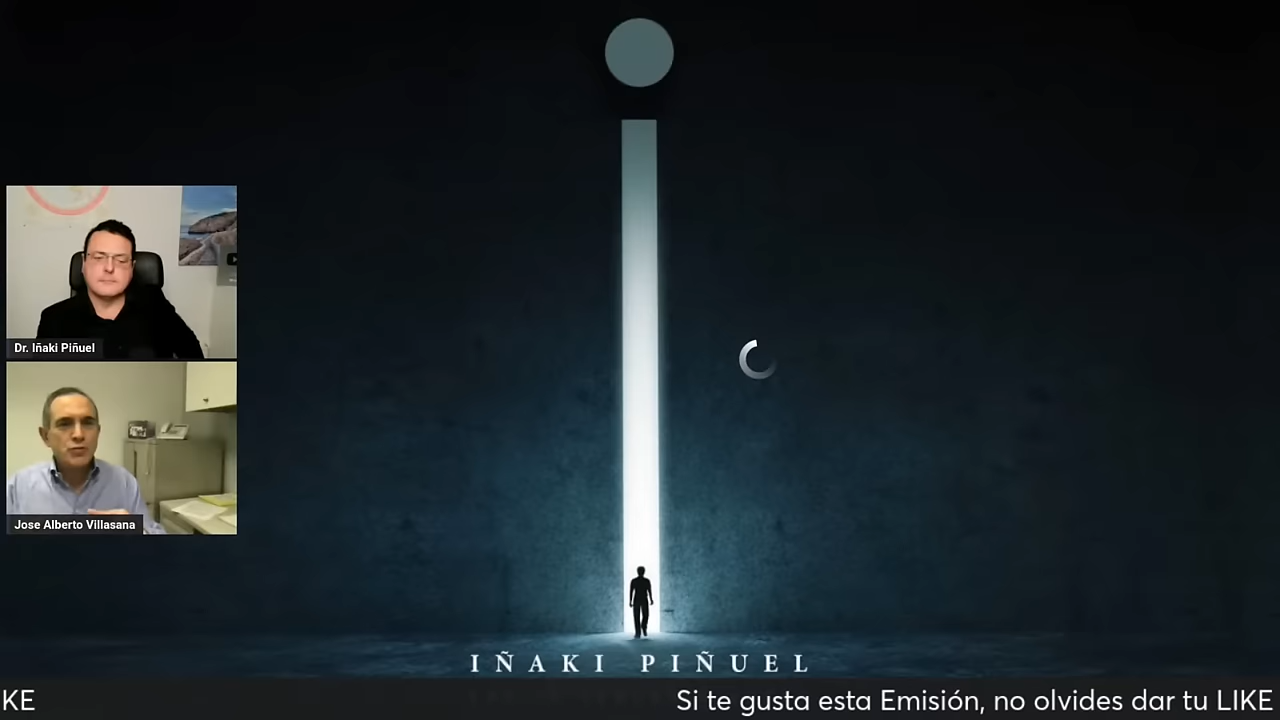 Dr. Iñaki Piñuel
Jose Alberto Villasana
IÑAKI PIÑUEL
KE
Si te gusta esta Emisión, no olvides dar tu LIKE